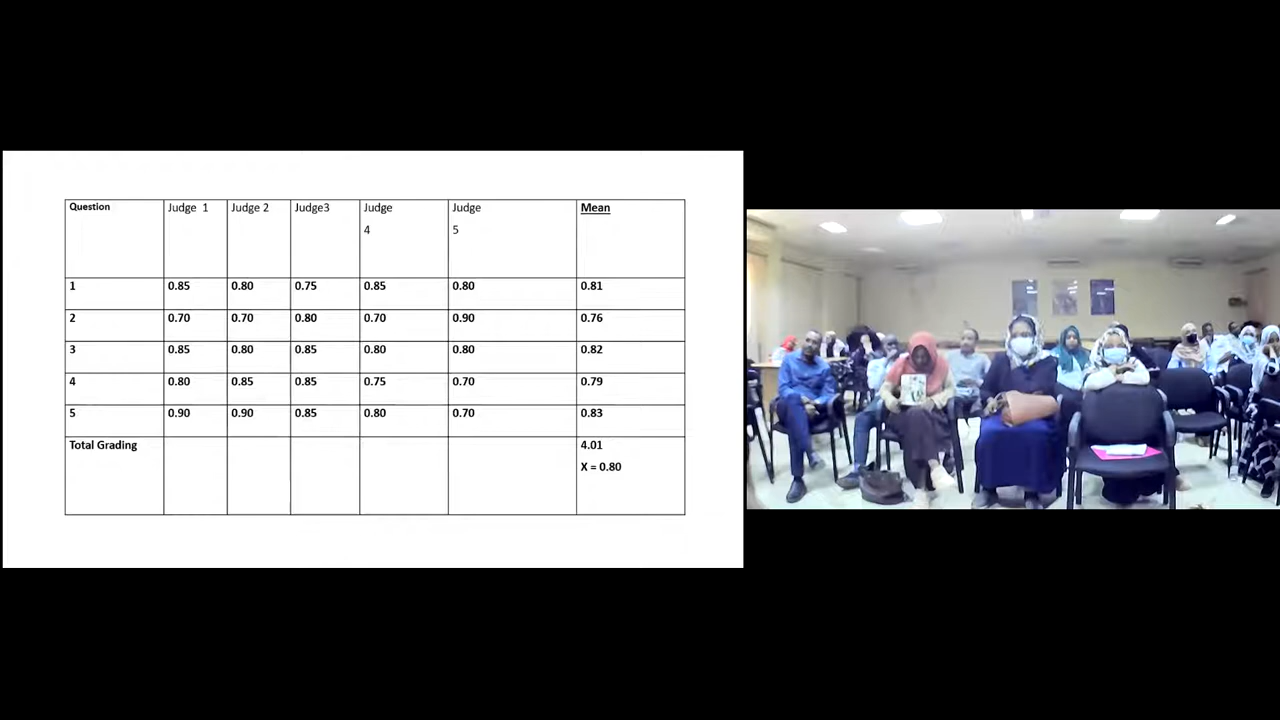 Question Judge 1 Judge 2 Judge3 Judge 4 Judge 5 Mean
1 0.85 0.80 0.75 0.85 0.80 0.81
2 0.70 0.70 0.80 0.70 0.90 0.76
3 0.85 0.80 0.85 0.80 0.80 0.82
4 0.80 0.85 0.85 0.75 0.70 0.79
5 0.90 0.90 0.85 0.80 0.70 0.83
Total Grading 4.01
X = 0.80